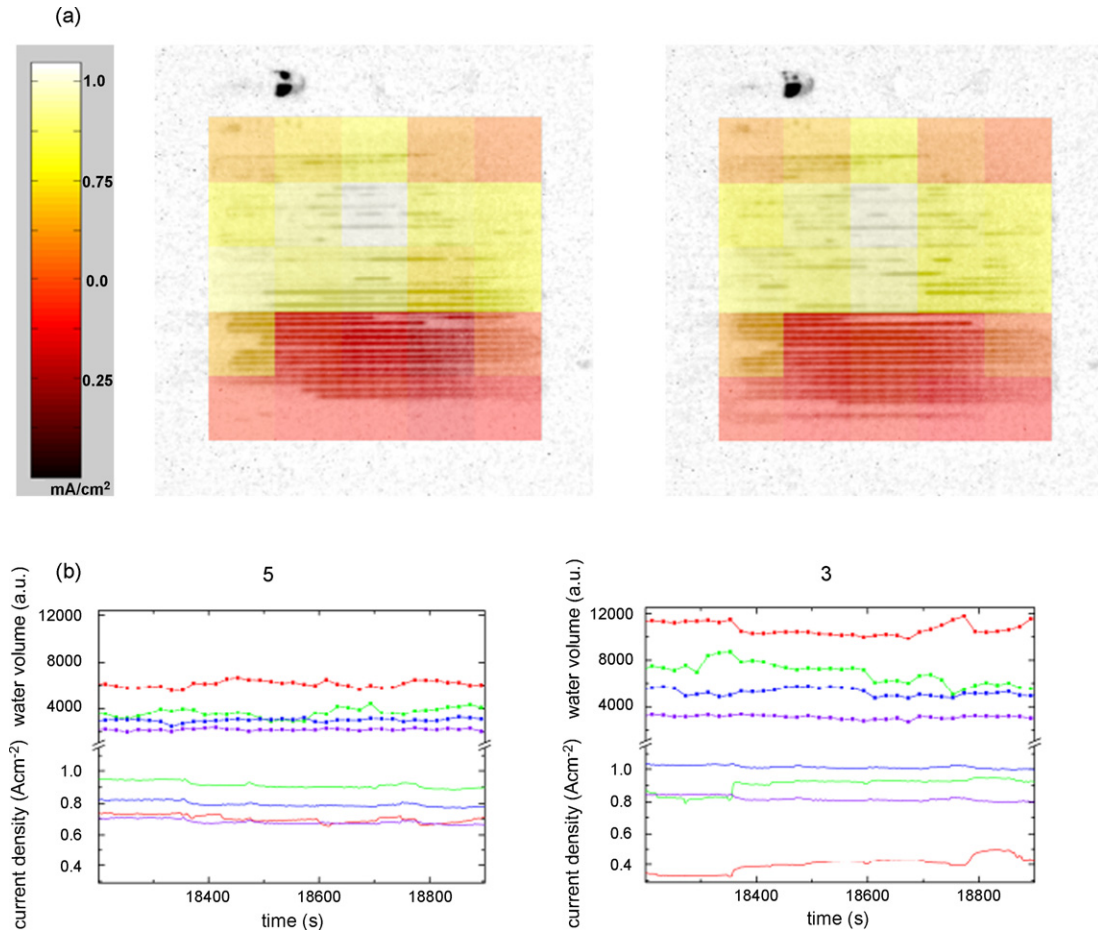 (a)
1.0
0.75
0.0
0.25
mA/cm²
(b)
5
3
water volume (a.u.)
12000
8000
4000
current density (Acm⁻²)
1.0
0.8
0.6
0.4
18400
18600
18800
time (s)
water volume (a.u.)
12000
8000
4000
current density (Acm⁻²)
1.0
0.8
0.6
0.4
18400
18600
18800
time (s)